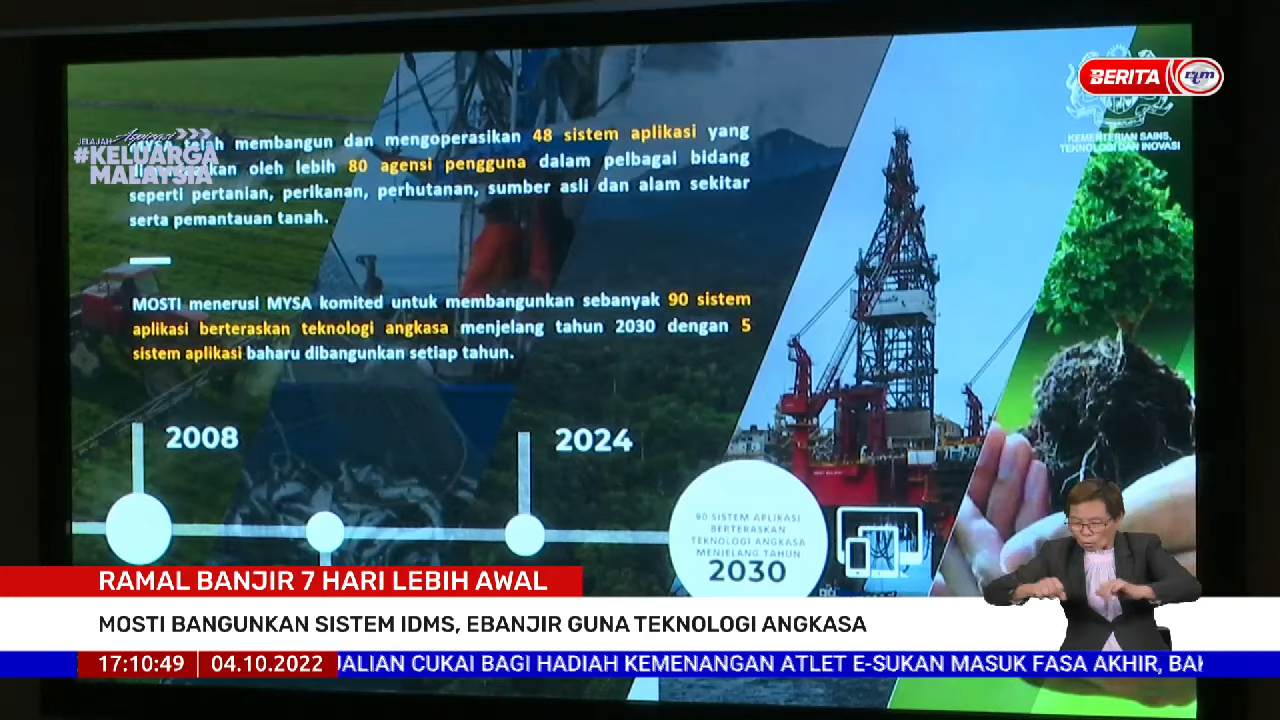 BERITA rtm
KEMENTERIAN SAINS,
TEKNOLOGI DAN INOVASI
JELAJAH Aspirasi
#KELUARGA
MALAYSIA
MYSA telah membangun dan mengoperasikan 48 sistem aplikasi yang
oleh lebih 80 agensi pengguna dalam pelbagai bidang
seperti pertanian, perikanan, perhutanan, sumber asli dan alam sekitar
serta pemantauan tanah.
MOSTI menerusi MYSA komited untuk membangunkan sebanyak 90 sistem
aplikasi berteraskan teknologi angkasa menjelang tahun 2030 dengan 5
sistem aplikasi baharu dibangunkan setiap tahun.
2008
2024
90 SISTEM APLIKASI
BERTERASKAN
TEKNOLOGI ANGKASA
MENJELANG TAHUN
2030
RAMAL BANJIR 7 HARI LEBIH AWAL
MOSTI BANGUNKAN SISTEM IDMS, EBANJIR GUNA TEKNOLOGI ANGKASA
17:10:49 04.10.2022 JALIAN CUKAI BAGI HADIAH KEMENANGAN ATLET E-SUKAN MASUK FASA AKHIR, BAK